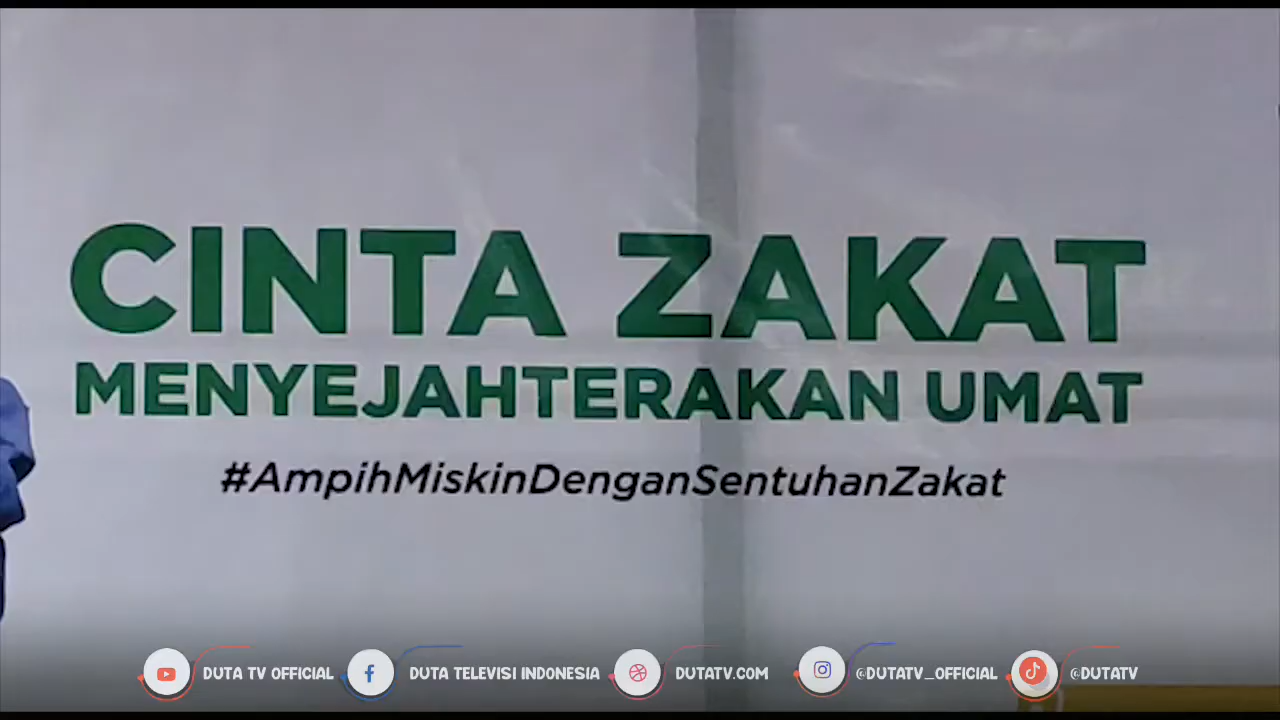 CINTA ZAKAT
MENYEJAHTERAKAN UMAT
#AmpihMiskinDenganSentuhanZakat
DUTA TV OFFICIAL DUTA TELEVISI INDONESIA DUTATV.COM @DUTATV_OFFICIAL @DUTATV